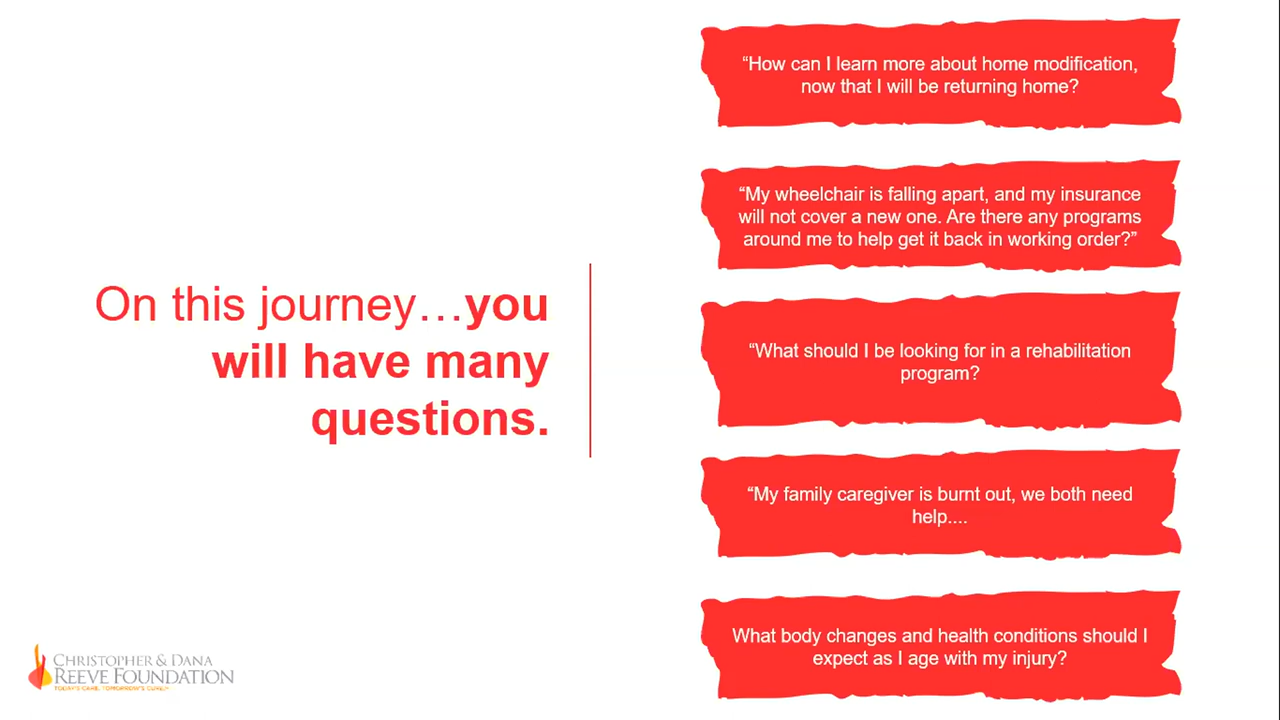 On this journey…you
will have many
questions.
“How can I learn more about home modification,
now that I will be returning home?
“My wheelchair is falling apart, and my insurance
will not cover a new one. Are there any programs
around me to help get it back in working order?”
“What should I be looking for in a rehabilitation
program?
“My family caregiver is burnt out, we both need
help....
What body changes and health conditions should I
expect as I age with my injury?
CHRISTOPHER & DANA
REEVE FOUNDATION
TODAY'S CARE. TOMORROW'S CURE.®